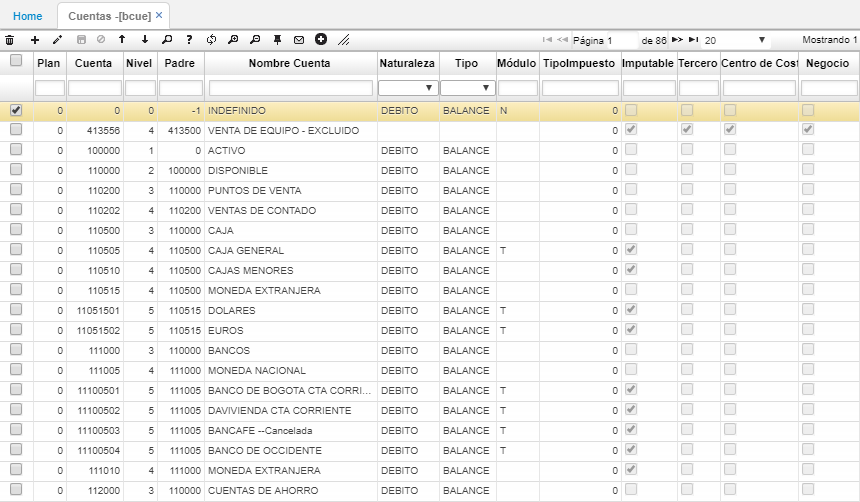 Home
Cuentas -[bcue] ✕
Página 1 de 86 20 Mostrando 1
Plan Cuenta Nivel Padre Nombre Cuenta Naturaleza Tipo Módulo TipoImpuesto Imputable Tercero Centro de Cost Negocio
0 0 0 -1 INDEFINIDO DEBITO BALANCE N 0
0 413556 4 413500 VENTA DE EQUIPO - EXCLUIDO 0
0 100000 1 0 ACTIVO DEBITO BALANCE 0
0 110000 2 100000 DISPONIBLE DEBITO BALANCE 0
0 110200 3 110000 PUNTOS DE VENTA DEBITO BALANCE 0
0 110202 4 110200 VENTAS DE CONTADO DEBITO BALANCE 0
0 110500 3 110000 CAJA DEBITO BALANCE 0
0 110505 4 110500 CAJA GENERAL DEBITO BALANCE T 0
0 110510 4 110500 CAJAS MENORES DEBITO BALANCE 0
0 110515 4 110500 MONEDA EXTRANJERA DEBITO BALANCE 0
0 11051501 5 110515 DOLARES DEBITO BALANCE T 0
0 11051502 5 110515 EUROS DEBITO BALANCE T 0
0 111000 3 110000 BANCOS DEBITO BALANCE 0
0 111005 4 111000 MONEDA NACIONAL DEBITO BALANCE 0
0 11100501 5 111005 BANCO DE BOGOTA CTA CORRI... DEBITO BALANCE T 0
0 11100502 5 111005 DAVIVIENDA CTA CORRIENTE DEBITO BALANCE T 0
0 11100503 5 111005 BANCAFE --Cancelada DEBITO BALANCE T 0
0 11100504 5 111005 BANCO DE OCCIDENTE DEBITO BALANCE T 0
0 111010 4 111000 MONEDA EXTRANJERA DEBITO BALANCE 0
0 112000 3 110000 CUENTAS DE AHORRO DEBITO BALANCE 0